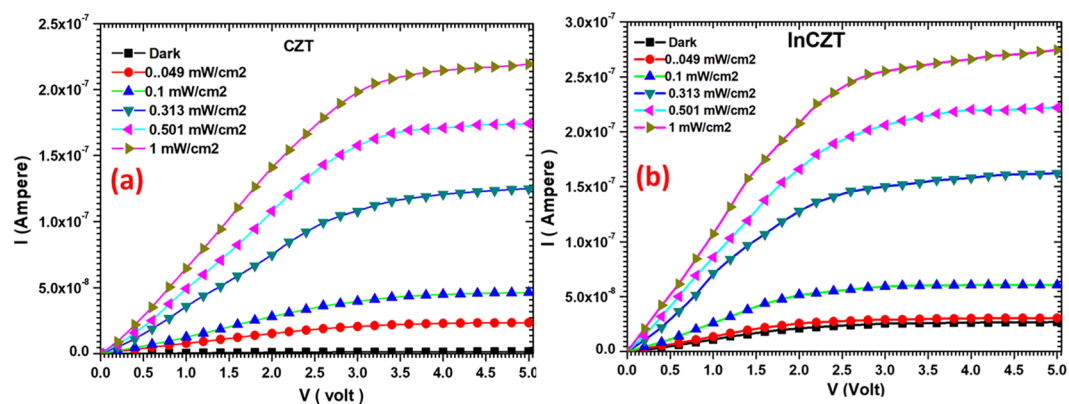 CZT
Dark
0..049 mW/cm2
0.1 mW/cm2
0.313 mW/cm2
0.501 mW/cm2
1 mW/cm2
(a)
I (Ampere)
2.5x10⁻⁷
2.0x10⁻⁷
1.5x10⁻⁷
1.0x10⁻⁷
5.0x10⁻⁸
0.0
0.0 0.5 1.0 1.5 2.0 2.5 3.0 3.5 4.0 4.5 5.0
V ( volt )
InCZT
Dark
0.049 mW/cm2
0.1 mW/cm2
0.313 mW/cm2
0.501 mW/cm2
1 mW/cm2
(b)
I ( Ampere )
3.0x10⁻⁷
2.5x10⁻⁷
2.0x10⁻⁷
1.5x10⁻⁷
1.0x10⁻⁷
5.0x10⁻⁸
0.0
0.0 0.5 1.0 1.5 2.0 2.5 3.0 3.5 4.0 4.5 5.0
V (Volt)